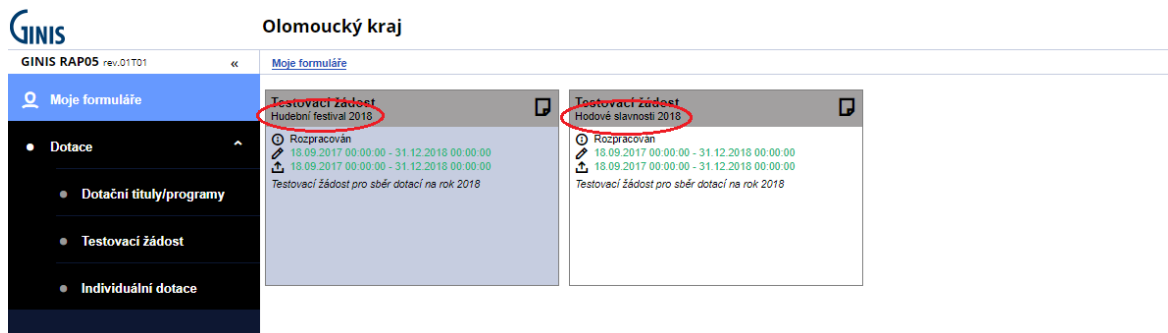 GINIS
Olomoucký kraj
GINIS RAP05 rev.01T01 «
Moje formuláře
Moje formuláře
Dotace
Dotační tituly/programy
Testovací žádost
Individuální dotace
Testovací žádost
Hudební festival 2018
Rozpracován
18.09.2017 00:00:00 - 31.12.2018 00:00:00
18.09.2017 00:00:00 - 31.12.2018 00:00:00
Testovací žádost pro sběr dotací na rok 2018
Testovací žádost
Hodové slavnosti 2018
Rozpracován
18.09.2017 00:00:00 - 31.12.2018 00:00:00
18.09.2017 00:00:00 - 31.12.2018 00:00:00
Testovací žádost pro sběr dotací na rok 2018